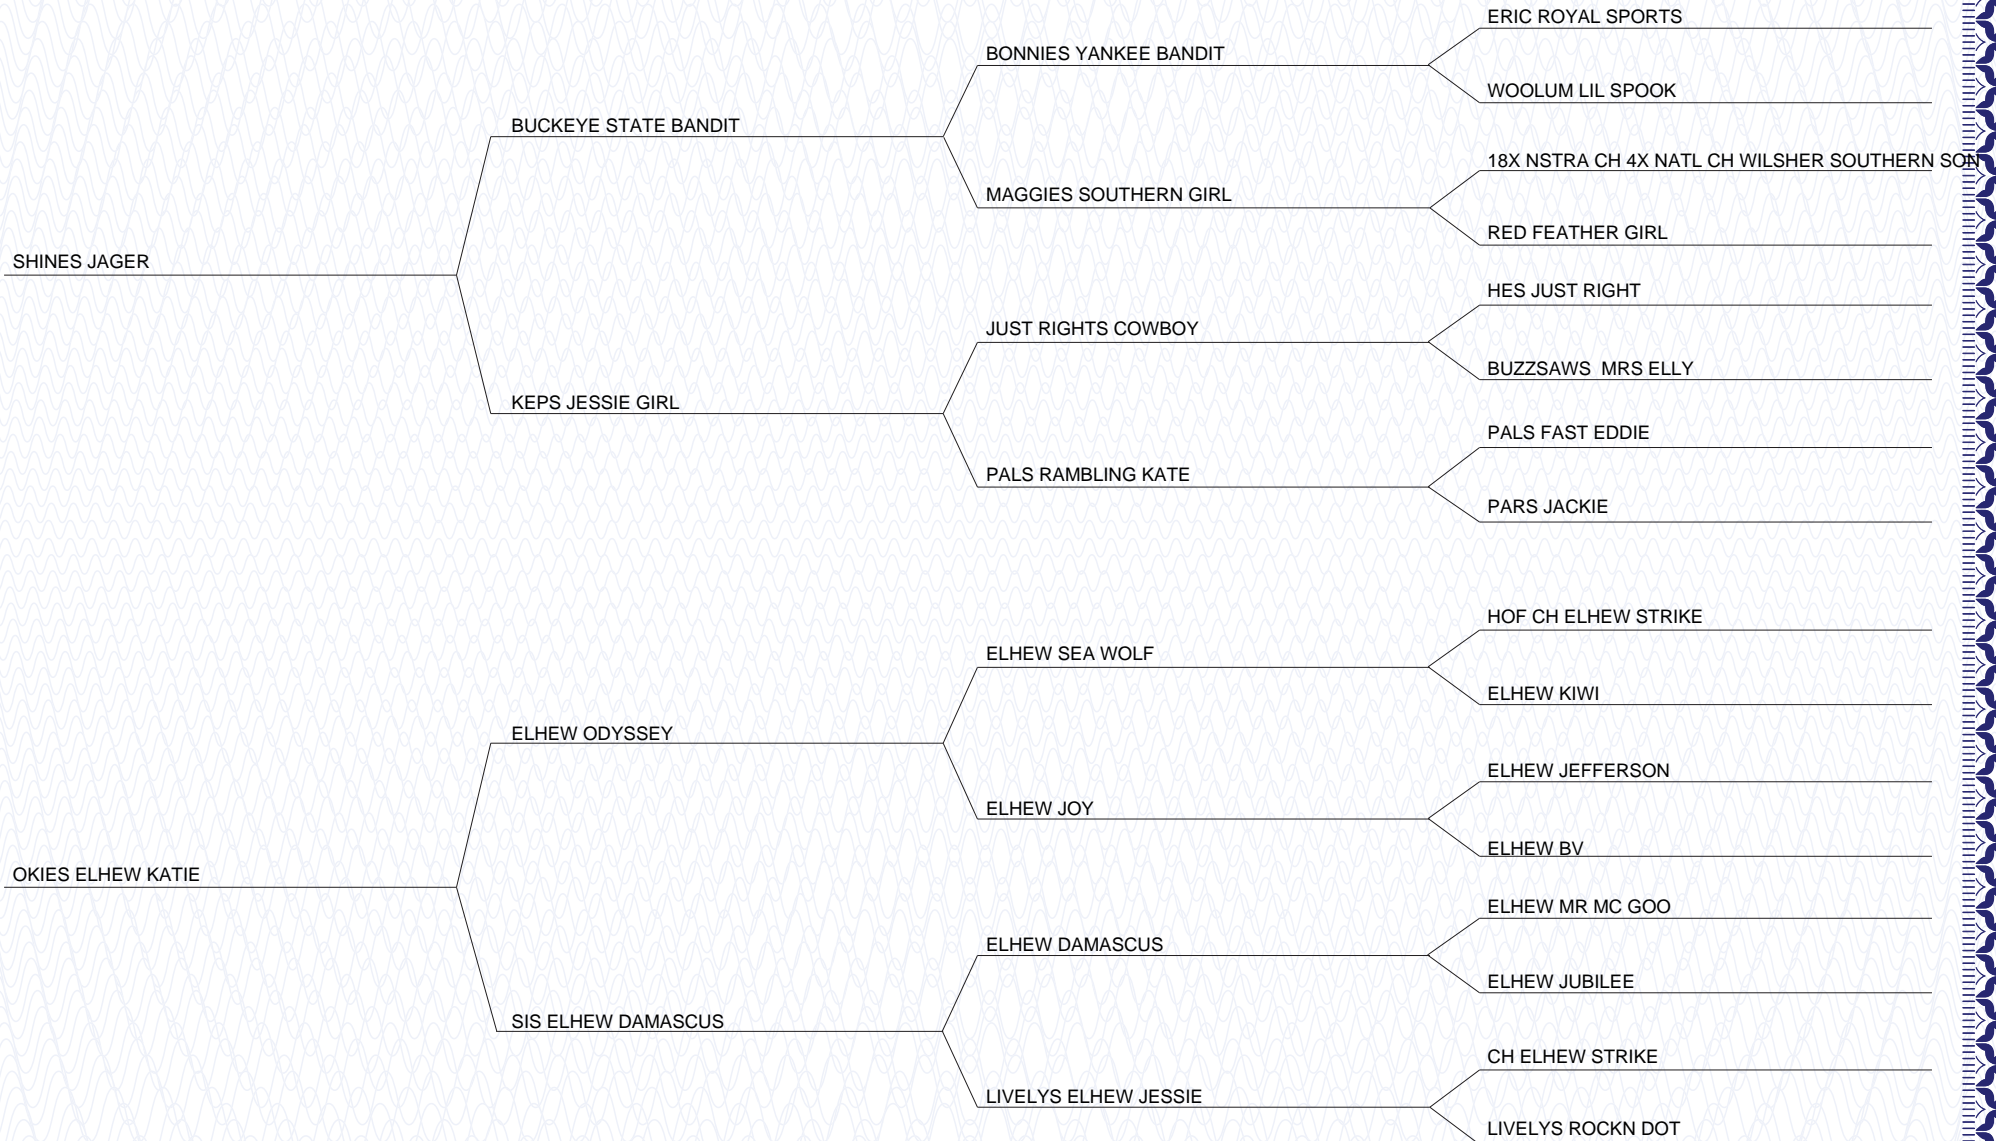 ERIC ROYAL SPORTS
BONNIES YANKEE BANDIT
WOOLUM LIL SPOOK
BUCKEYE STATE BANDIT
18X NSTRA CH 4X NATL CH WILSHER SOUTHERN SON
MAGGIES SOUTHERN GIRL
RED FEATHER GIRL
SHINES JAGER
HES JUST RIGHT
JUST RIGHTS COWBOY
BUZZSAWS  MRS ELLY
KEPS JESSIE GIRL
PALS FAST EDDIE
PALS RAMBLING KATE
PARS JACKIE
HOF CH ELHEW STRIKE
ELHEW SEA WOLF
ELHEW KIWI
ELHEW ODYSSEY
ELHEW JEFFERSON
ELHEW JOY
ELHEW BV
OKIES ELHEW KATIE
ELHEW MR MC GOO
ELHEW DAMASCUS
ELHEW JUBILEE
SIS ELHEW DAMASCUS
CH ELHEW STRIKE
LIVELYS ELHEW JESSIE
LIVELYS ROCKN DOT